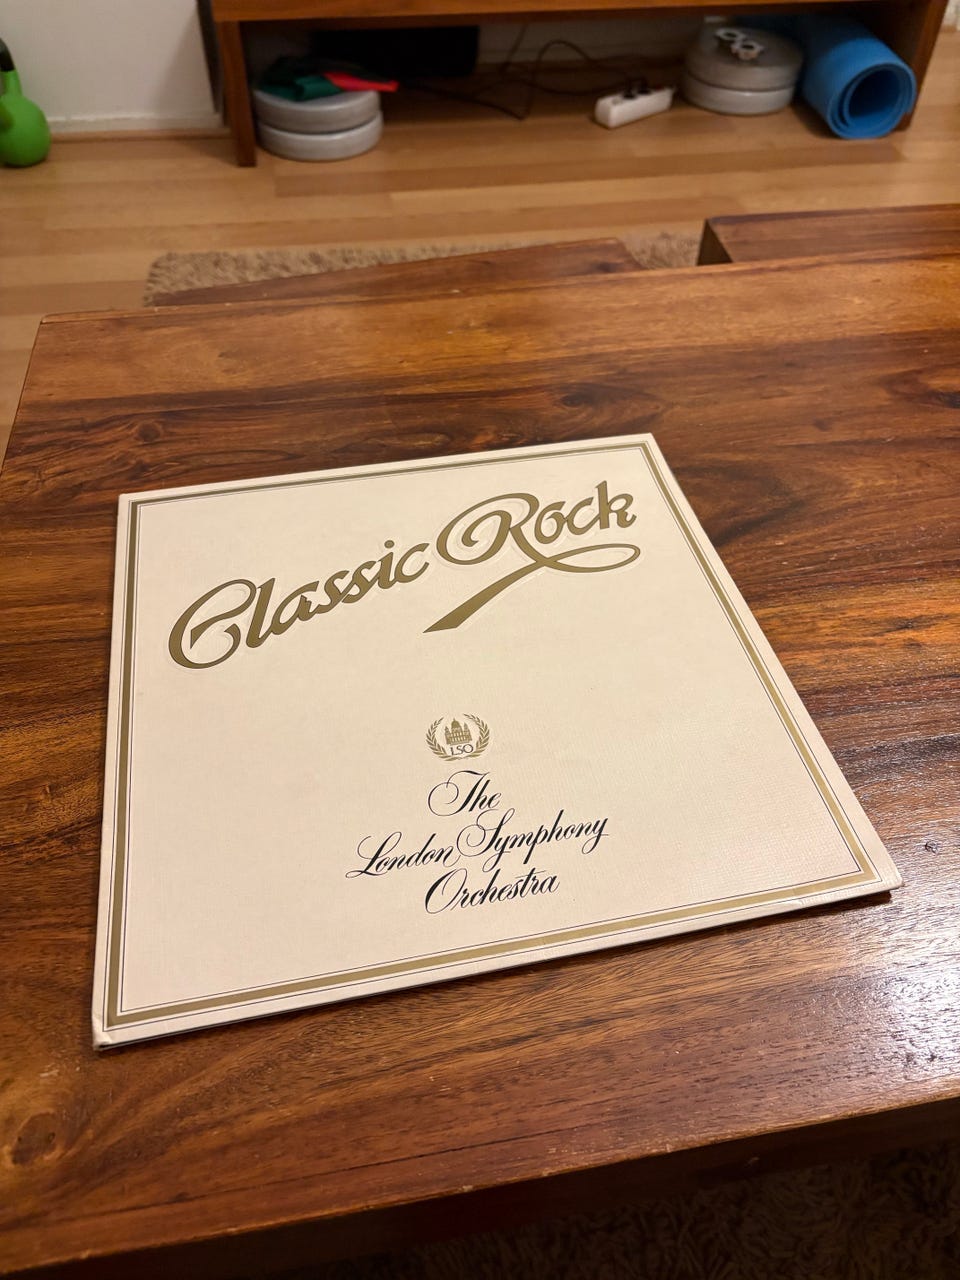 Classic Rock
LSO
The
London Symphony
Orchestra